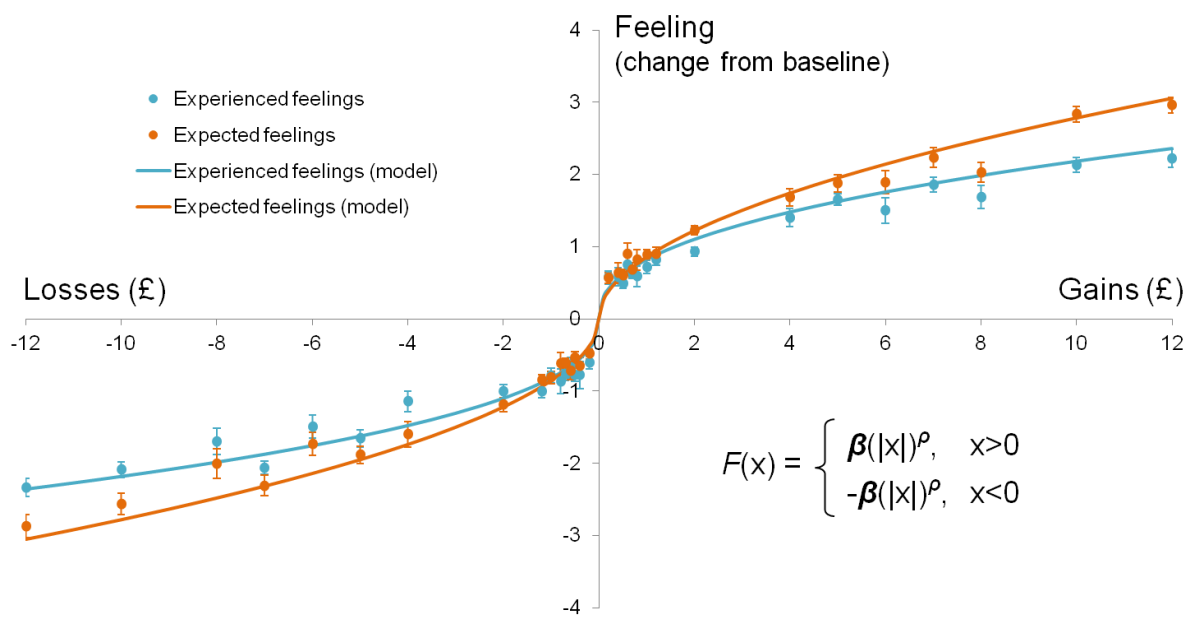 4
Feeling
(change from baseline)
Experienced feelings
Expected feelings
Experienced feelings (model)
Expected feelings (model)
3
2
1
Losses (£)
Gains (£)
0
-12
-10
-8
-6
-4
-2
0
2
4
6
8
10
12
-1
-2
-3
-4
F(x) =
β(|x|)ᵖ, x>0
-β(|x|)ᵖ, x<0